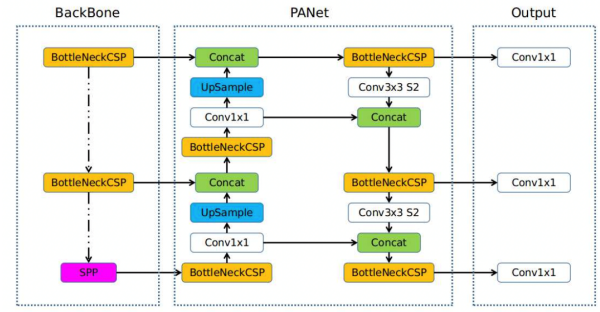 BackBone
PANet
Output
BottleNeckCSP
Concat
BottleNeckCSP
Conv1x1
UpSample
Conv3x3 S2
Conv1x1
Concat
BottleNeckCSP
BottleNeckCSP
Concat
BottleNeckCSP
Conv1x1
UpSample
Conv3x3 S2
Conv1x1
Concat
SPP
BottleNeckCSP
BottleNeckCSP
Conv1x1